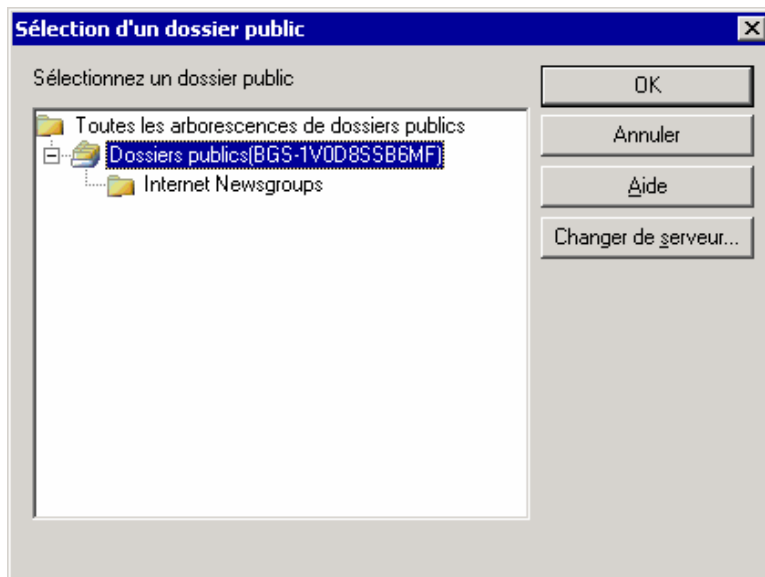 Sélection d'un dossier public
Sélectionnez un dossier public
Toutes les arborescences de dossiers publics
Dossiers publics(BGS-1V0D8SSB6MF)
Internet Newsgroups
OK
Annuler
Aide
Changer de serveur...